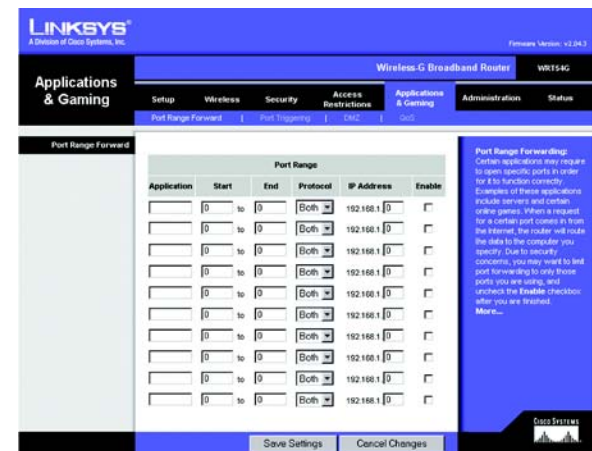 LINKSYS®
A Division of Cisco Systems, Inc.
Firmware Version: v2.04.3
Wireless-G Broadband Router WRT54G
Applications & Gaming
Setup Wireless Security Access Restrictions Applications & Gaming Administration Status
Port Range Forward | Port Triggering | DMZ | QoS
Port Range Forward
Port Range
Application Start End Protocol IP Address Enable
0 to 0 Both 192.168.1.0
0 to 0 Both 192.168.1.0
0 to 0 Both 192.168.1.0
0 to 0 Both 192.168.1.0
0 to 0 Both 192.168.1.0
0 to 0 Both 192.168.1.0
0 to 0 Both 192.168.1.0
0 to 0 Both 192.168.1.0
0 to 0 Both 192.168.1.0
0 to 0 Both 192.168.1.0
Port Range Forwarding:
Certain applications may require
to open specific ports in order
for it to function correctly.
Examples of these applications
include servers and certain
online games. When a request
for a certain port comes in from
the Internet, the router will route
the data to the computer you
specify. Due to security
concerns, you may want to limit
port forwarding to only those
ports you are using, and
uncheck the Enable checkbox
after you are finished.
More...
Save Settings Cancel Changes
CISCO SYSTEMS